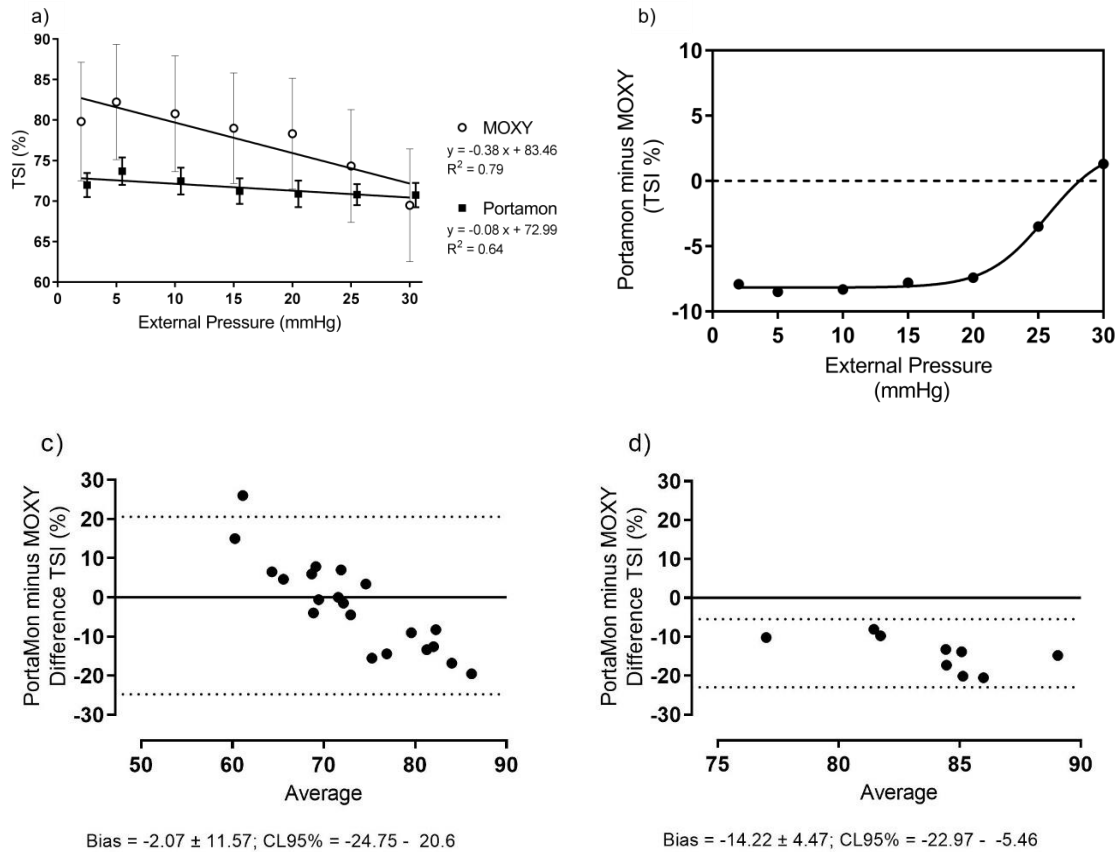 a)
90
85
80
75
70
65
60
TSI (%)
0 5 10 15 20 25 30
External Pressure (mmHg)
MOXY
y = -0.38 x + 83.46
R² = 0.79
Portamon
y = -0.08 x + 72.99
R² = 0.64
b)
10
5
0
-5
-10
Portamon minus MOXY
(TSI %)
0 5 10 15 20 25 30
External Pressure
(mmHg)
c)
30
20
10
0
-10
-20
-30
PortaMon minus MOXY
Difference TSI (%)
50 60 70 80 90
Average
Bias = -2.07 ± 11.57; CL95% = -24.75 - 20.6
d)
30
20
10
0
-10
-20
-30
PortaMon minus MOXY
Difference TSI (%)
75 80 85 90
Average
Bias = -14.22 ± 4.47; CL95% = -22.97 - -5.46